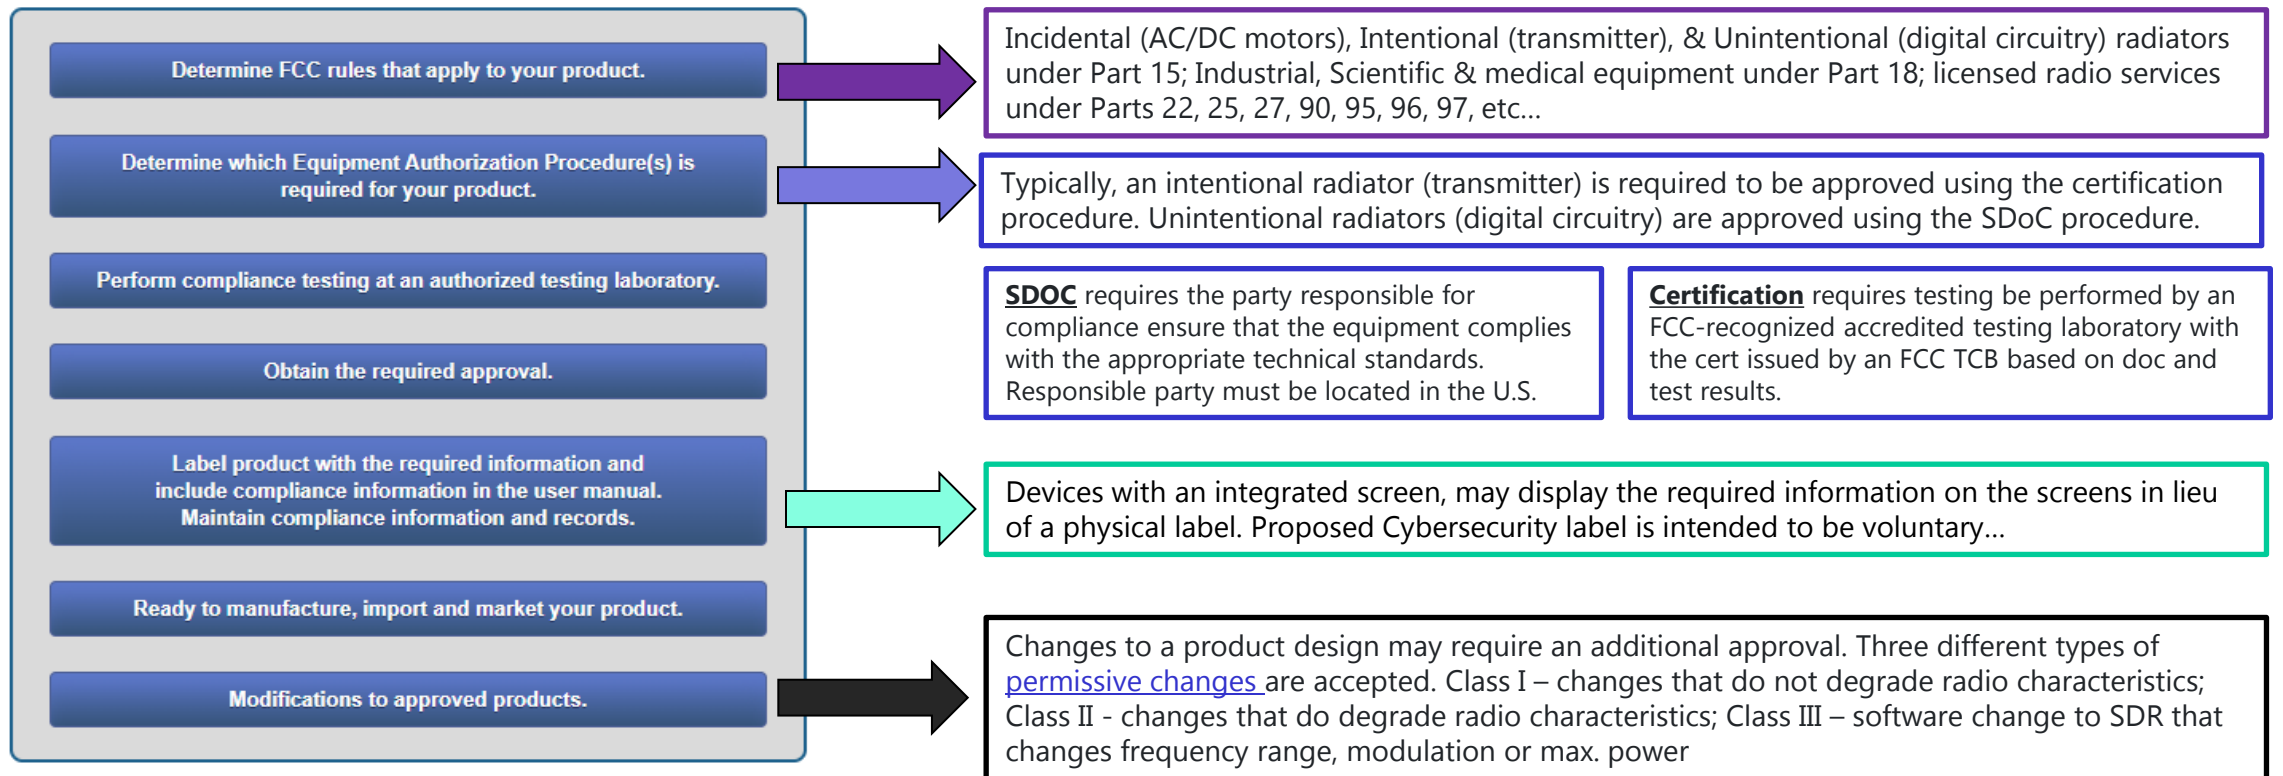 Determine FCC rules that apply to your product.
Incidental (AC/DC motors), Intentional (transmitter), & Unintentional (digital circuitry) radiators
under Part 15; Industrial, Scientific & medical equipment under Part 18; licensed radio services
under Parts 22, 25, 27, 90, 95, 96, 97, etc...
Determine which Equipment Authorization Procedure(s) is
required for your product.
Typically, an intentional radiator (transmitter) is required to be approved using the certification
procedure. Unintentional radiators (digital circuitry) are approved using the SDoC procedure.
Perform compliance testing at an authorized testing laboratory.
Obtain the required approval.
SDOC requires the party responsible for
compliance ensure that the equipment complies
with the appropriate technical standards.
Responsible party must be located in the U.S.
Certification requires testing be performed by an
FCC-recognized accredited testing laboratory with
the cert issued by an FCC TCB based on doc and
test results.
Label product with the required information and
include compliance information in the user manual.
Maintain compliance information and records.
Devices with an integrated screen, may display the required information on the screens in lieu
of a physical label. Proposed Cybersecurity label is intended to be voluntary...
Ready to manufacture, import and market your product.
Modifications to approved products.
Changes to a product design may require an additional approval. Three different types of
permissive changes are accepted. Class I – changes that do not degrade radio characteristics;
Class II - changes that do degrade radio characteristics; Class III – software change to SDR that
changes frequency range, modulation or max. power